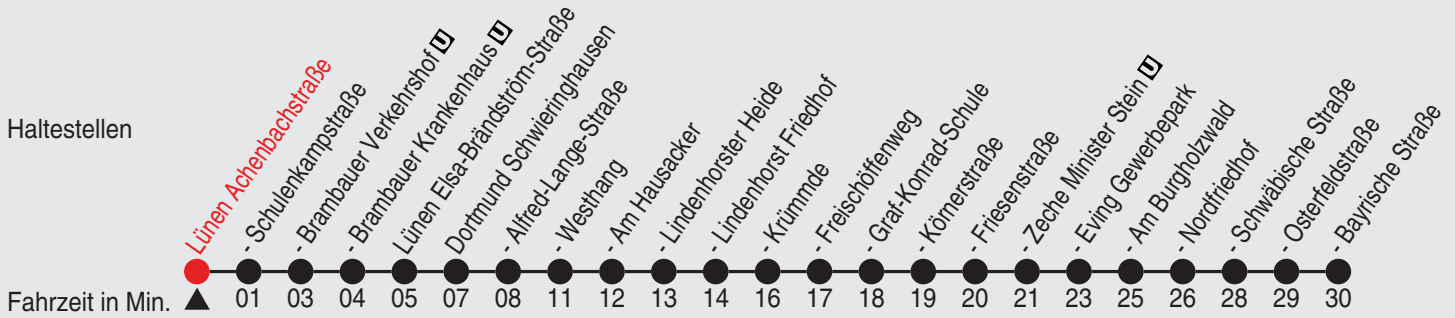 Haltestellen
Lünen Achenbachstraße
- Schulenkampstraße
- Brambauer Verkehrshof U
- Brambauer Krankenhaus U
Lünen Elsa-Brändström-Straße
Dortmund Schwieringhausen
- Alfred-Lange-Straße
- Westhang
- Am Hausacker
- Lindenhorster Heide
- Lindenhorst Friedhof
- Krümmde
- Freischöffenweg
- Graf-Konrad-Schule
- Körnerstraße
- Friesenstraße
- Zeche Minister Stein U
- Eving Gewerbepark
- Am Burgholzwald
- Nordfriedhof
- Schwäbische Straße
- Osterfeldstraße
- Bayrische Straße
Fahrzeit in Min. 01 03 04 05 07 08 11 12 13 14 16 17 18 19 20 21 23 25 26 28 29 30